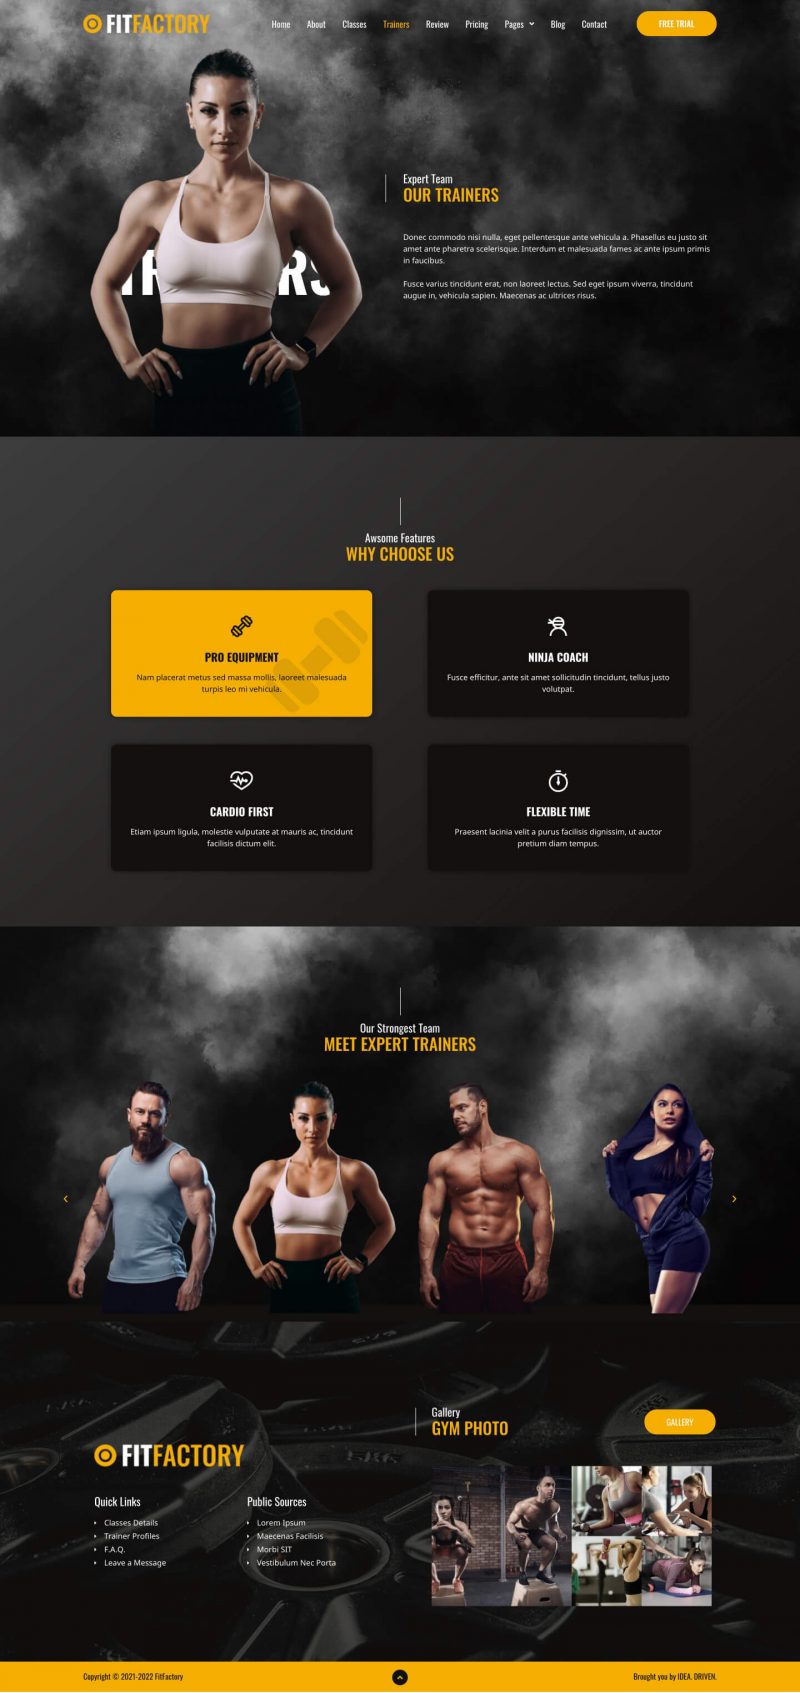 FITFACTORY
Home About Classes Trainers Review Pricing Pages Blog Contact
FREE TRIAL
Expert Team
OUR TRAINERS
Donec commodo nisi nulla, eget pellentesque ante vehicula a. Phasellus eu justo sit
amet ante pharetra scelerisque. Interdum et malesuada fames ac ante ipsum primis
in faucibus.
Fusce varius tincidunt erat, non laoreet lectus. Sed eget ipsum viverra, tincidunt
augue in, vehicula sapien. Maecenas ac ultrices risus.
Awsome Features
WHY CHOOSE US
PRO EQUIPMENT
Nam placerat metus sed massa mollis, laoreet malesuada
turpis leo mi vehicula.
NINJA COACH
Fusce efficitur, ante sit amet sollicitudin tincidunt, tellus justo
volutpat.
CARDIO FIRST
Etiam ipsum ligula, molestie vulputate at mauris ac, tincidunt
facilisis dictum elit.
FLEXIBLE TIME
Praesent lacinia velit a purus facilisis dignissim, ut auctor
pretium diam tempus.
Our Strongest Team
MEET EXPERT TRAINERS
FITFACTORY
Quick Links
Classes Details
Trainer Profiles
F.A.Q.
Leave a Message
Public Sources
Lorem Ipsum
Maecenas Facilisis
Morbi SIT
Vestibulum Nec Porta
Gallery
GYM PHOTO
GALLERY
Copyright © 2021-2022 FitFactory
Brought you by IDEA. DRIVEN.